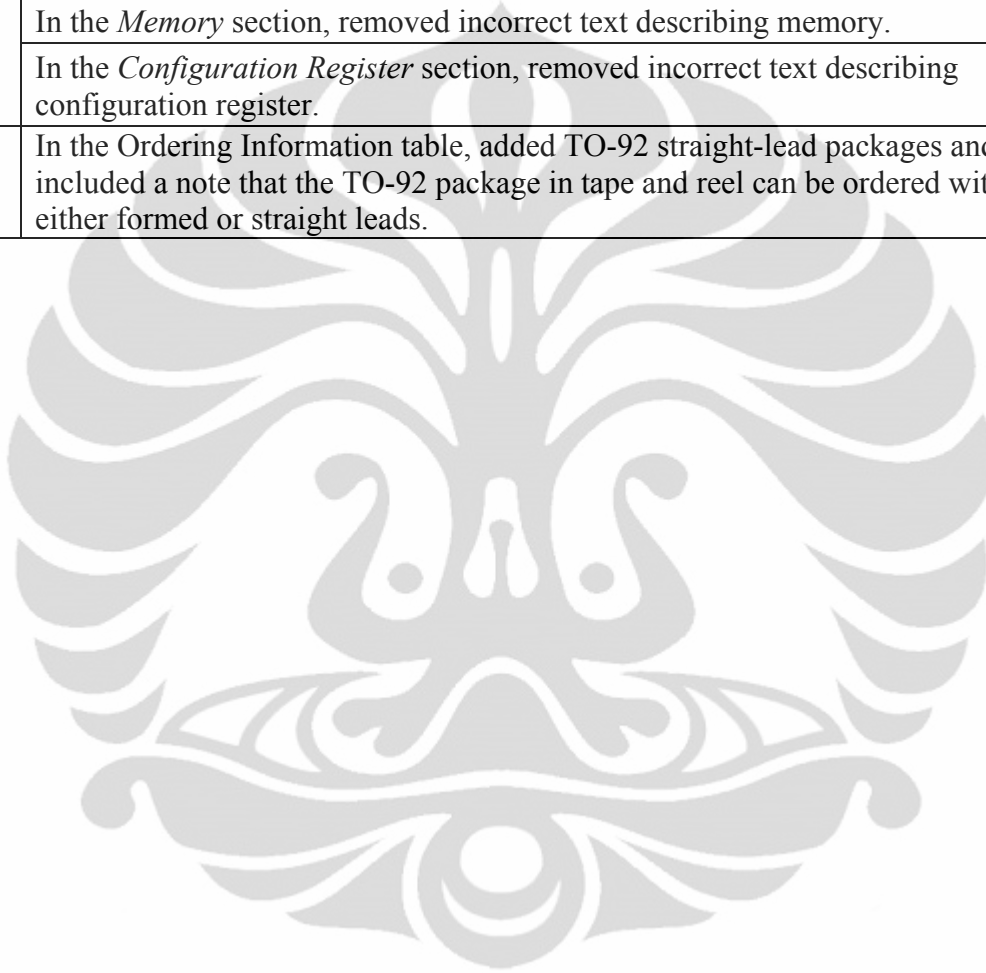 In the Memory section, removed incorrect text describing memory.
In the Configuration Register section, removed incorrect text describing
configuration register.
In the Ordering Information table, added TO-92 straight-lead packages and
included a note that the TO-92 package in tape and reel can be ordered wit
either formed or straight leads.